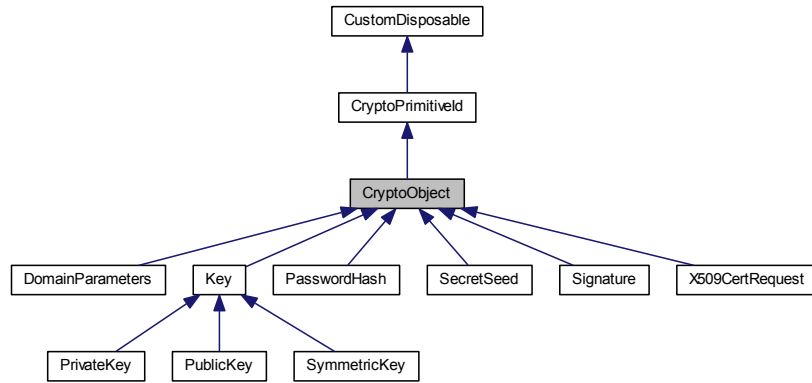 CustomDisposable
CryptoPrimitiveId
CryptoObject
DomainParameters
Key
PasswordHash
SecretSeed
Signature
X509CertRequest
PrivateKey
PublicKey
SymmetricKey